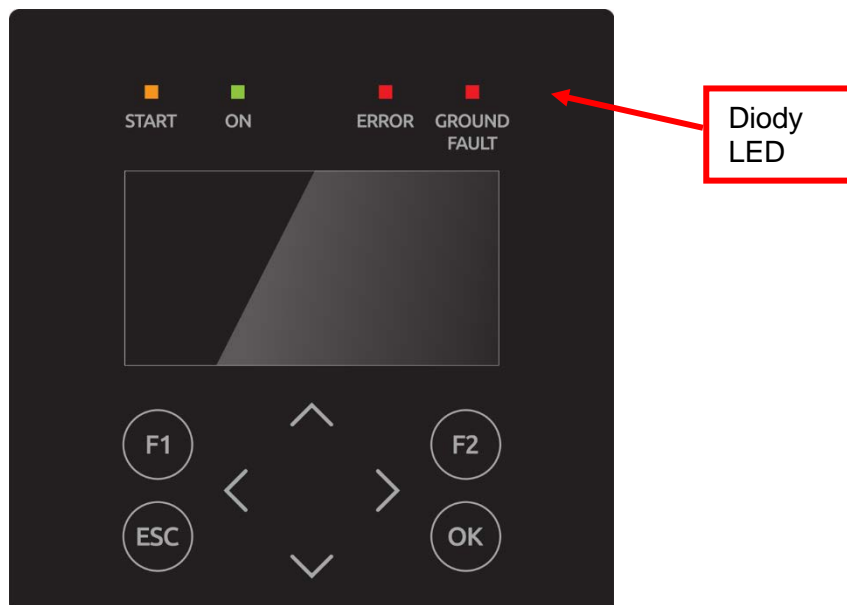 START ON ERROR GROUND
FAULT
Diody
LED
F1 F2
ESC OK